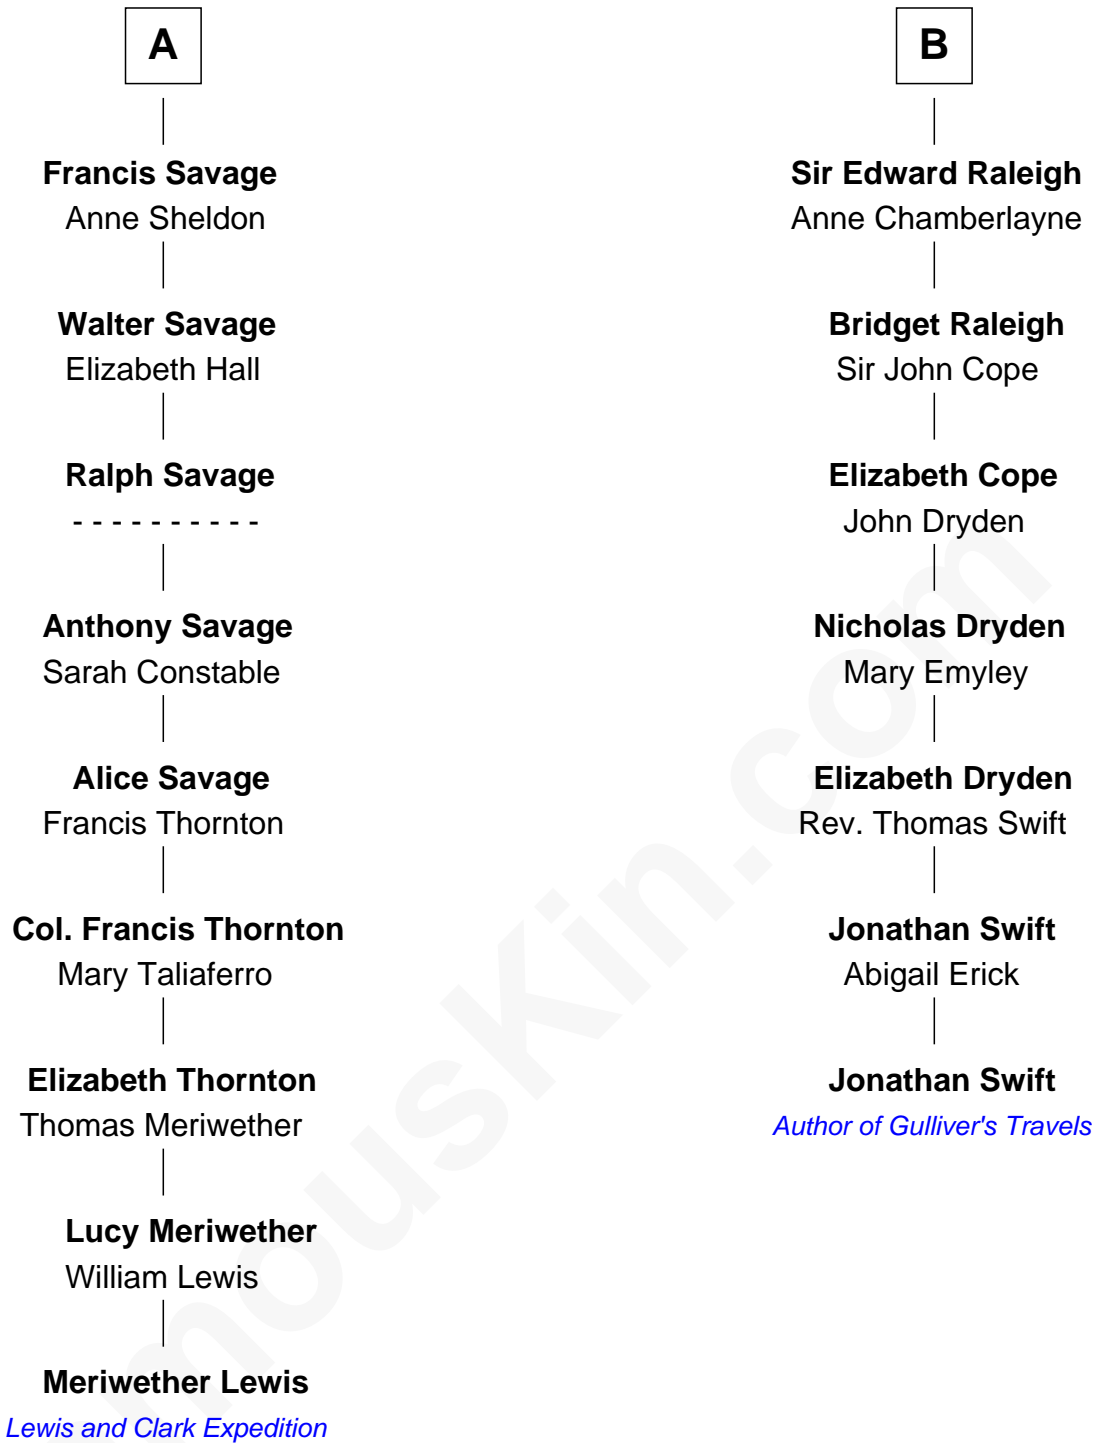 A
Francis Savage
Anne Sheldon
Walter Savage
Elizabeth Hall
Ralph Savage
- - - - - - - - - -
Anthony Savage
Sarah Constable
Alice Savage
Francis Thornton
Col. Francis Thornton
Mary Taliaferro
Elizabeth Thornton
Thomas Meriwether
Lucy Meriwether
William Lewis
Meriwether Lewis
Lewis and Clark Expedition
B
Sir Edward Raleigh
Anne Chamberlayne
Bridget Raleigh
Sir John Cope
Elizabeth Cope
John Dryden
Nicholas Dryden
Mary Emyley
Elizabeth Dryden
Rev. Thomas Swift
Jonathan Swift
Abigail Erick
Jonathan Swift
Author of Gulliver's Travels
mousKin.com